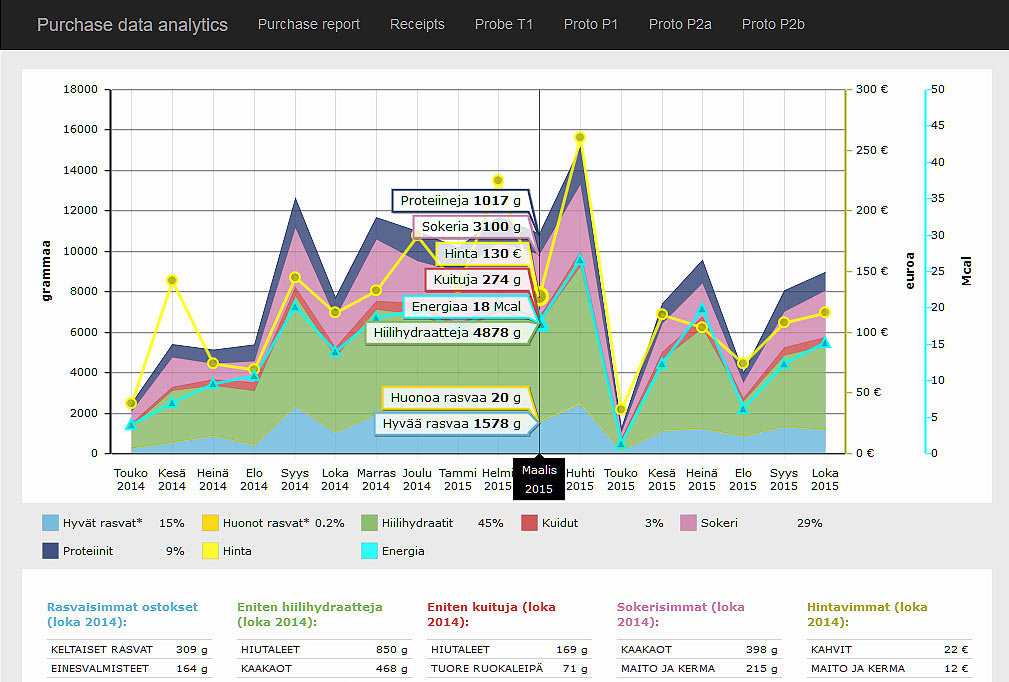 Purchase data analytics Purchase report Receipts Probe T1 Proto P1 Proto P2a Proto P2b
18000
16000
14000
12000
10000
8000
6000
4000
2000
0
grammaa
300 €
250 €
200 €
150 €
100 €
50 €
0 €
euroa
50
45
40
35
30
25
20
15
10
5
0
Mcal
Proteiineja 1017 g
Sokeria 3100 g
Hinta 130 €
Kuituja 274 g
Energiaa 18 Mcal
Hiilihydraatteja 4878 g
Huonoa rasvaa 20 g
Hyvää rasvaa 1578 g
Touko Kesä Heinä Elo Syys Loka Marras Joulu Tammi Helmi Maalis Huhti Touko Kesä Heinä Elo Syys Loka
2014 2014 2014 2014 2014 2014 2014 2014 2015 2015 2015 2015 2015 2015 2015 2015 2015 2015
Hyvät rasvat* 15% Huonot rasvat* 0.2% Hiilihydraatit 45% Kuidut 3% Sokeri 29%
Proteiinit 9% Hinta Energia
Rasvaisimmat ostokset
(loka 2014):
KELTAISET RASVAT 309 g
EINESVALMISTEET 164 g
Eniten hiilihydraatteja
(loka 2014):
HIUTALEET 850 g
KAAKAOT 468 g
Eniten kuituja (loka
2014):
HIUTALEET 169 g
TUORE RUOKALEIPÄ 71 g
Sokerisimmat (loka
2014):
KAAKAOT 398 g
MAITO JA KERMA 215 g
Hintavimmat (loka
2014):
KAHVIT 22 €
MAITO JA KERMA 12 €